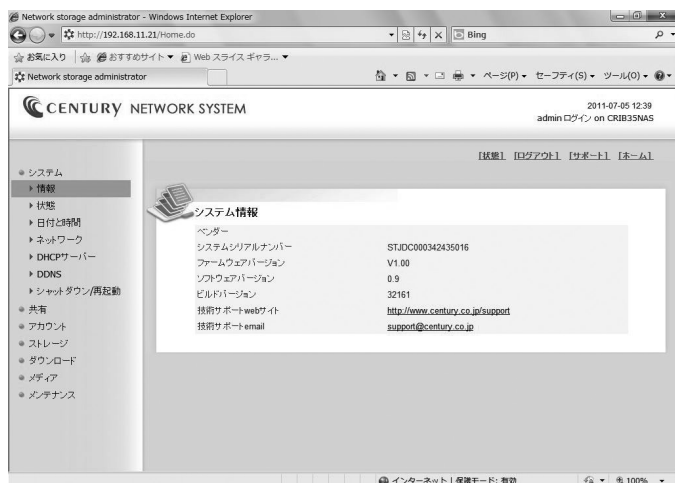 Network storage administrator - Windows Internet Explorer
http://192.168.11.21/Home.do
Bing
お気に入り おすすめサイト ▼ Web スライス ギャラ... ▼
Network storage administrator
ページ(P) ▼ セーフティ(S) ▼ ツール(O) ▼
CENTURY NETWORK SYSTEM
2011-07-05 12:39
admin ログイン on CRIB35NAS
[状態] [ログアウト] [サポート] [ホーム]
システム
情報
状態
日付と時間
ネットワーク
DHCPサーバー
DDNS
シャットダウン/再起動
共有
アカウント
ストレージ
ダウンロード
メディア
メンテナンス
システム情報
ベンダー
システムシリアルナンバー STJDC000342435016
ファームウェアバージョン V1.00
ソフトウェアバージョン 0.9
ビルドバージョン 32161
技術サポートwebサイト http://www.century.co.jp/support
技術サポートemail support@century.co.jp
インターネット | 保護モード: 有効
100% ▼